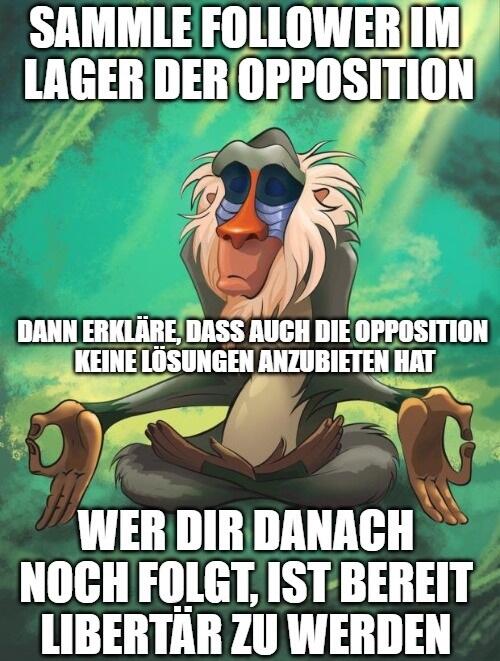 SAMMLE FOLLOWER IM
LAGER DER OPPOSITION
DANN ERKLÄRE, DASS AUCH DIE OPPOSITION
KEINE LÖSUNGEN ANZUBIETEN HAT
WER DIR DANACH
NOCH FOLGT, IST BEREIT
LIBERTÄR ZU WERDEN